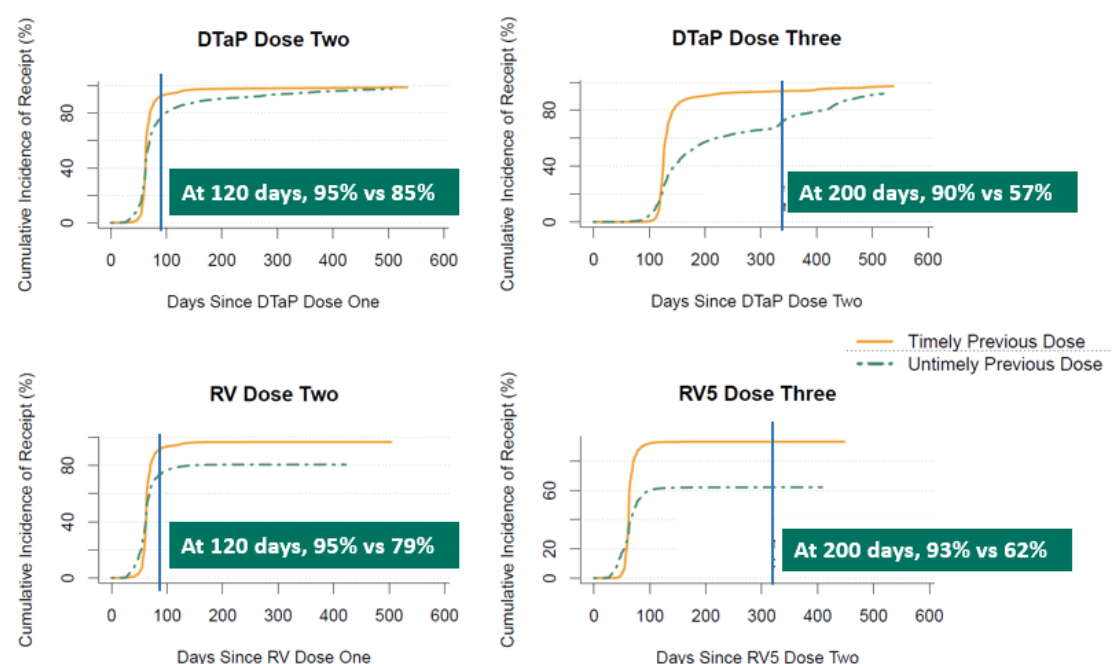 DTaP Dose Two
Cumulative Incidence of Receipt (%)
80
40
0
At 120 days, 95% vs 85%
0 100 200 300 400 500 600
Days Since DTaP Dose One
DTaP Dose Three
Cumulative Incidence of Receipt (%)
80
40
0
At 200 days, 90% vs 57%
0 100 200 300 400 500 600
Days Since DTaP Dose Two
Timely Previous Dose
Untimely Previous Dose
RV Dose Two
Cumulative Incidence of Receipt (%)
80
40
0
At 120 days, 95% vs 79%
0 100 200 300 400 500 600
Days Since RV Dose One
RV5 Dose Three
Cumulative Incidence of Receipt (%)
60
20
0
At 200 days, 93% vs 62%
0 100 200 300 400 500 600
Days Since RV5 Dose Two